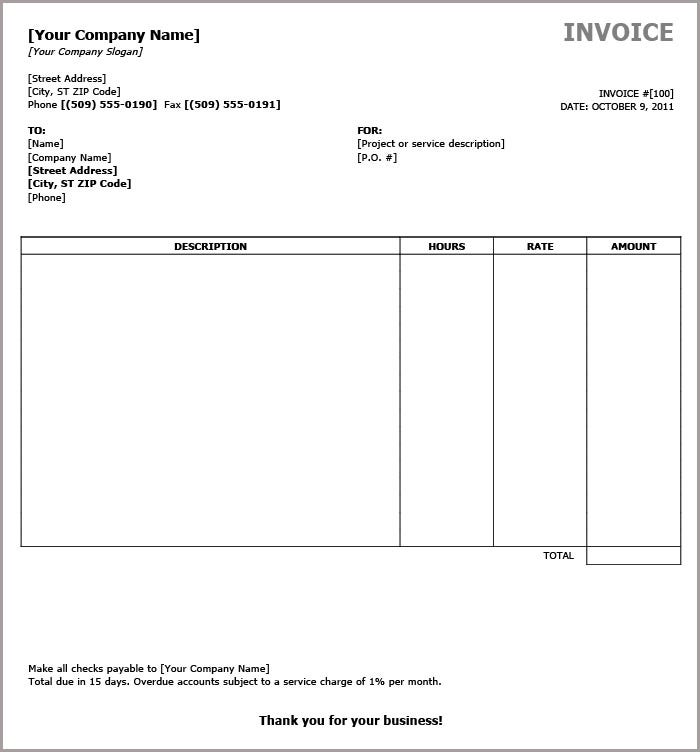 [Your Company Name]
INVOICE
[Your Company Slogan]
[Street Address]
[City, ST ZIP Code]
Phone [(509) 555-0190] Fax [(509) 555-0191]
INVOICE #[100]
DATE: OCTOBER 9, 2011
TO:
[Name]
[Company Name]
[Street Address]
[City, ST ZIP Code]
[Phone]
FOR:
[Project or service description]
[P.O. #]
DESCRIPTION HOURS RATE AMOUNT
TOTAL
Make all checks payable to [Your Company Name]
Total due in 15 days. Overdue accounts subject to a service charge of 1% per month.
Thank you for your business!